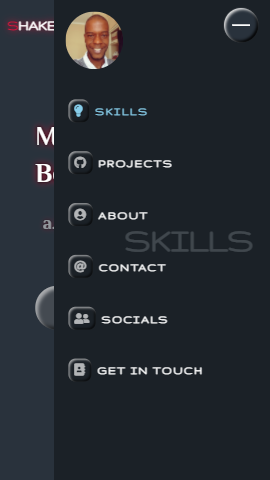 SHAKE
SKILLS
PROJECTS
ABOUT
SKILLS
CONTACT
SOCIALS
GET IN TOUCH